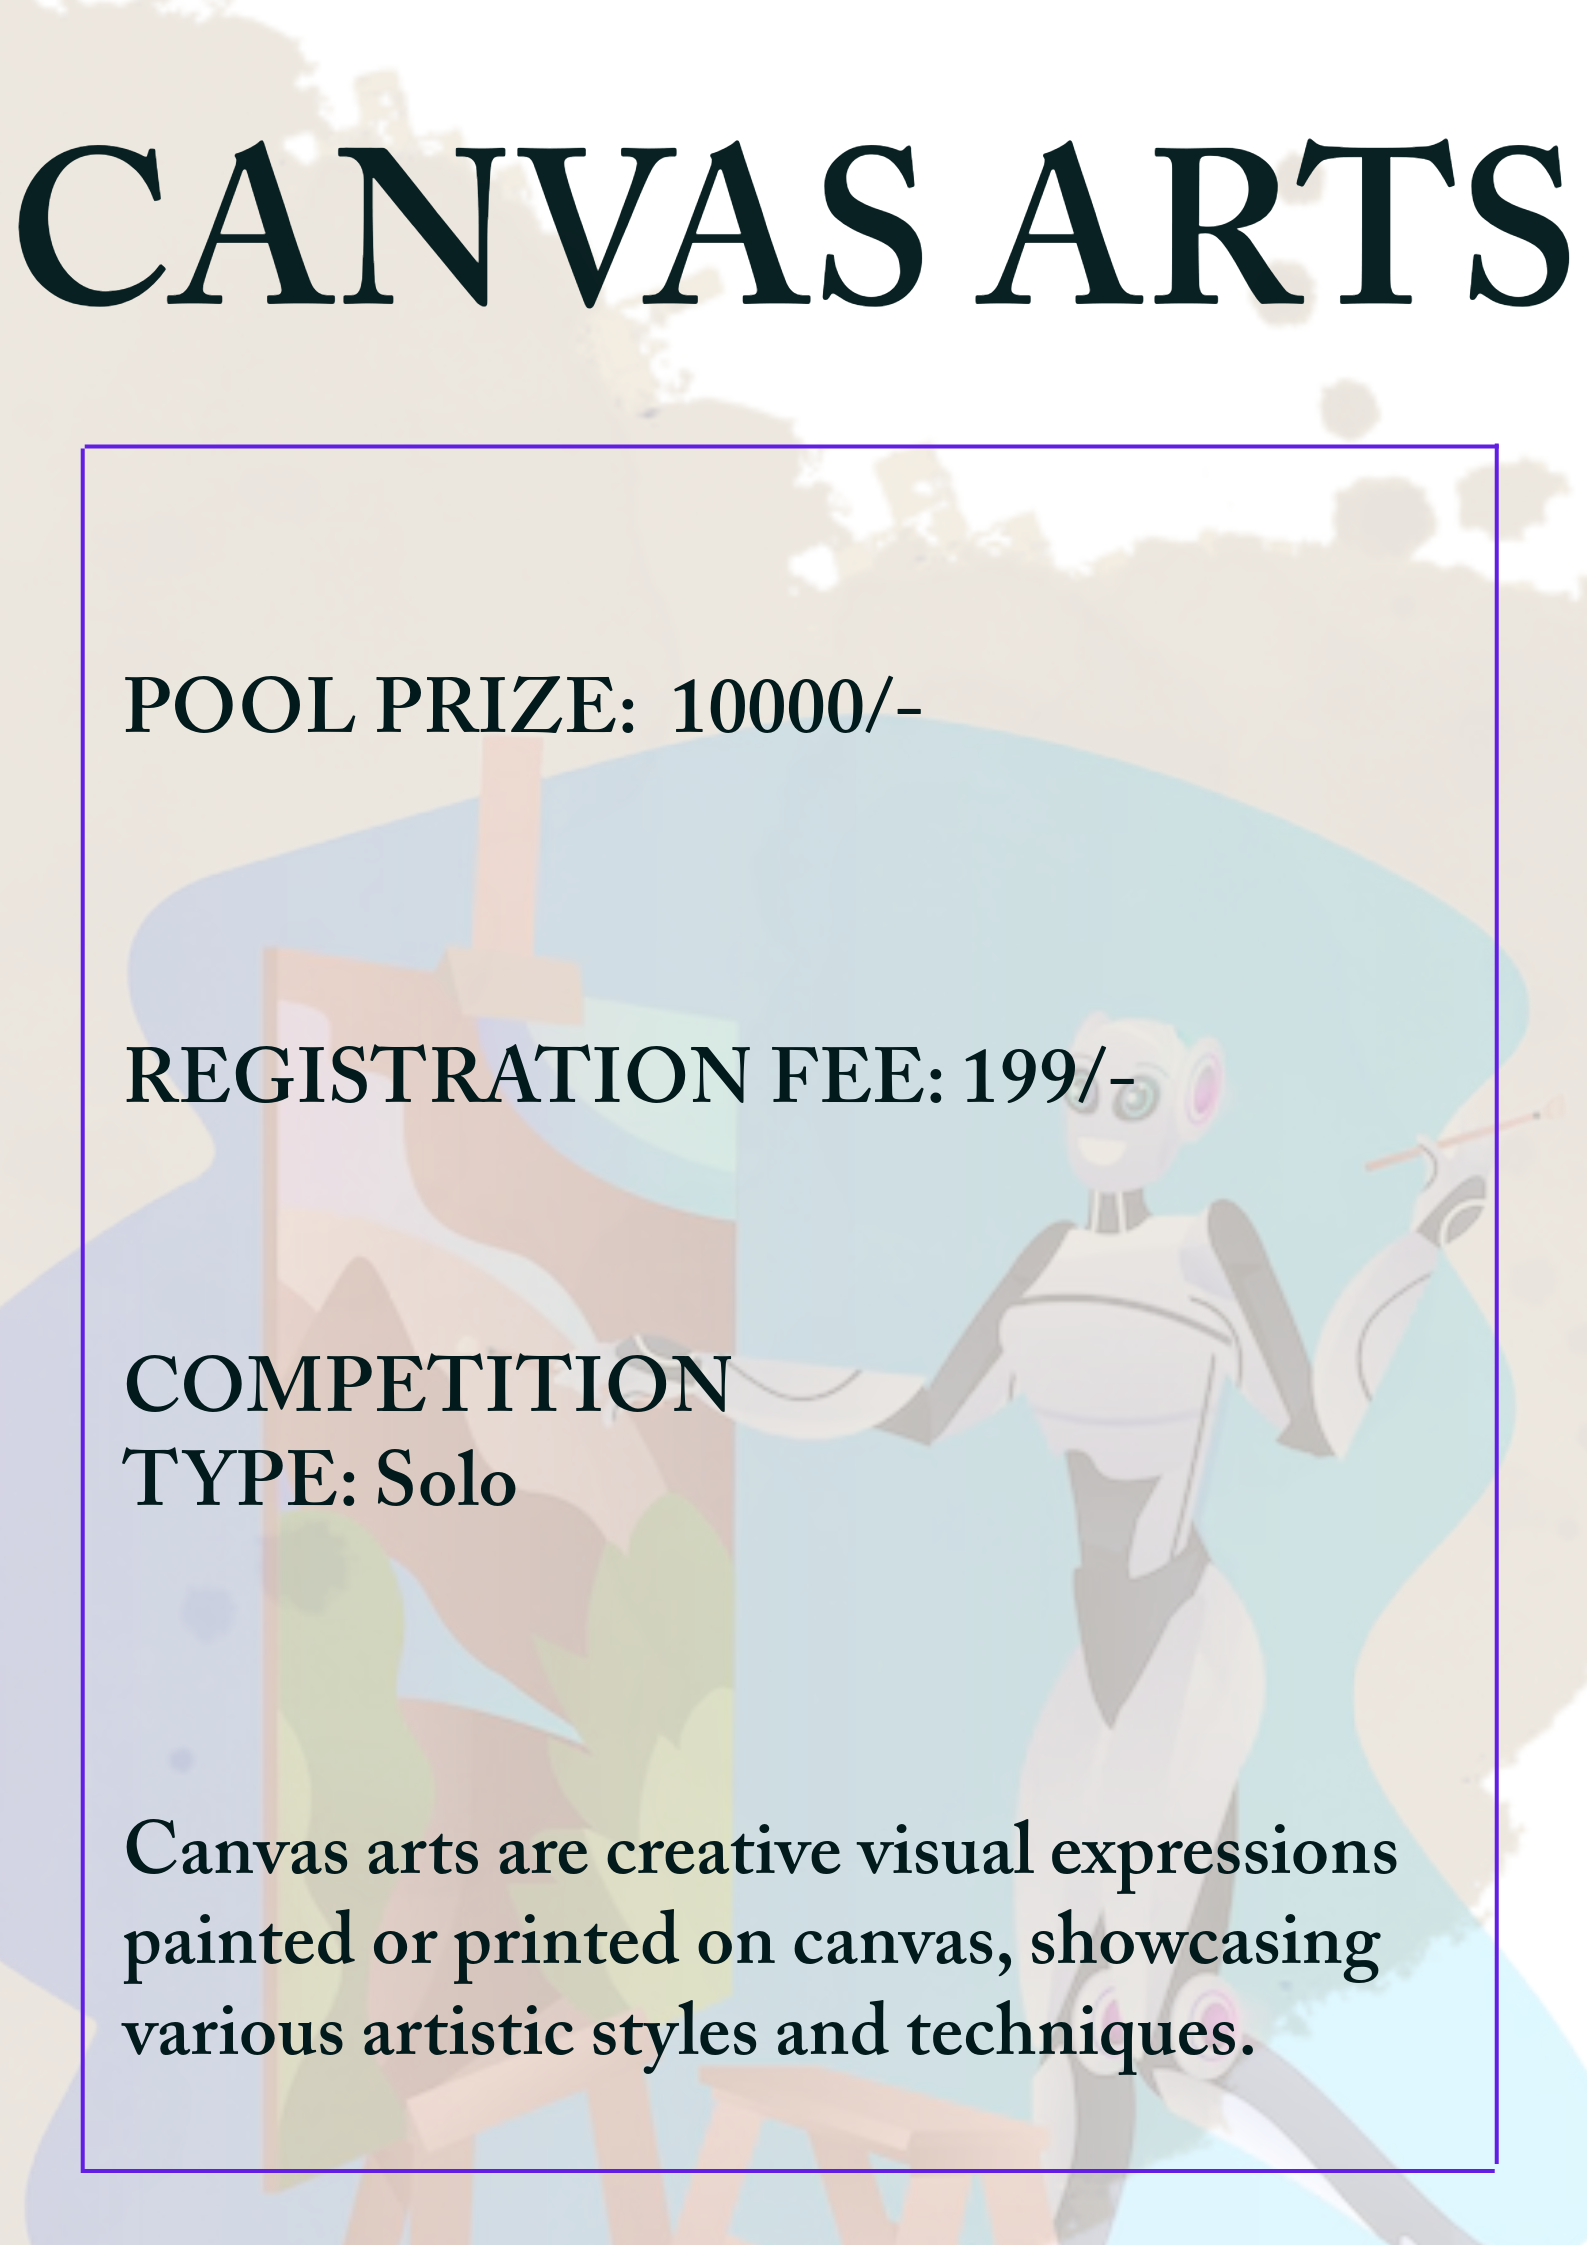 CANVAS ARTS
POOL PRIZE: 10000/-
REGISTRATION FEE: 199/-
COMPETITION
TYPE: Solo
Canvas arts are creative visual expressions
painted or printed on canvas, showcasing
various artistic styles and techniques.